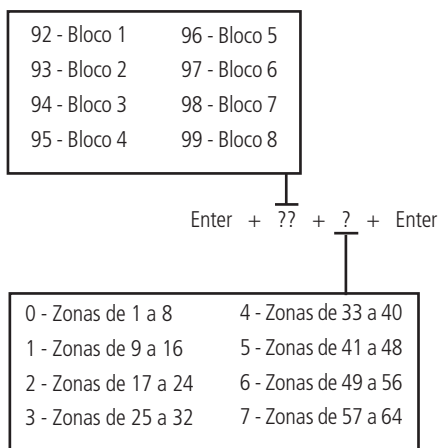 92 - Bloco 1
93 - Bloco 2
94 - Bloco 3
95 - Bloco 4
96 - Bloco 5
97 - Bloco 6
98 - Bloco 7
99 - Bloco 8
Enter + ?? + ? + Enter
0 - Zonas de 1 a 8
1 - Zonas de 9 a 16
2 - Zonas de 17 a 24
3 - Zonas de 25 a 32
4 - Zonas de 33 a 40
5 - Zonas de 41 a 48
6 - Zonas de 49 a 56
7 - Zonas de 57 a 64